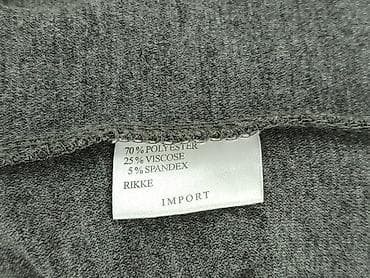 70% POLYESTER
25% VISCOSE
5% SPANDEX
RIKKE
IMPORT